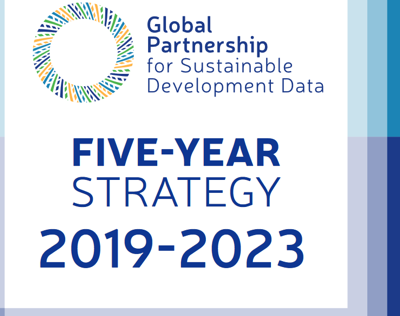 Global
Partnership
for Sustainable
Development Data
FIVE-YEAR
STRATEGY
2019-2023